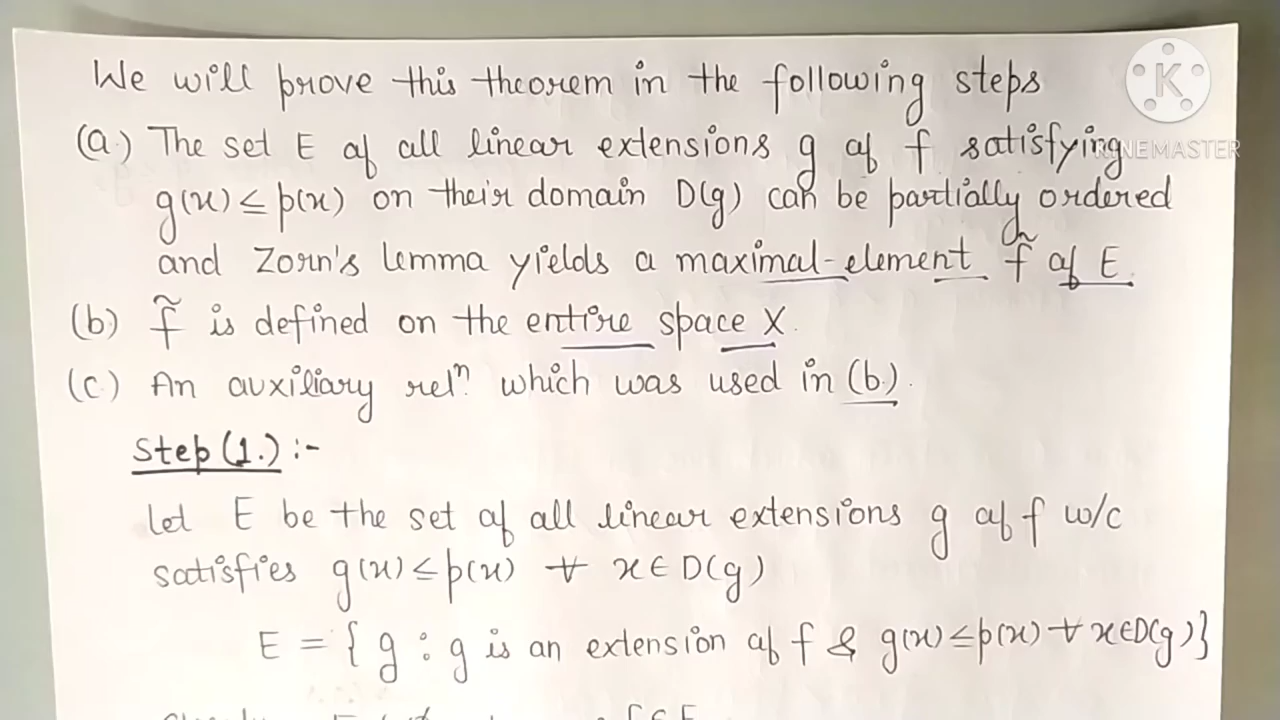 We will prove this theorem in the following steps
(a.) The set E of all linear extensions g of f satisfying
g(x) ≤ p(x) on their domain D(g) can be partially ordered
and Zorn's lemma yields a maximal-element f̃ of E.
(b.) f̃ is defined on the entire space X.
(c.) An auxiliary relⁿ. which was used in (b.).
Step (1.) :-
Let E be the set of all linear extensions g of f w/c
satisfies g(x) ≤ p(x) ∀ x ∈ D(g)
E = { g : g is an extension of f & g(x) ≤ p(x) ∀ x ∈ D(g) }
K
KINEMASTER